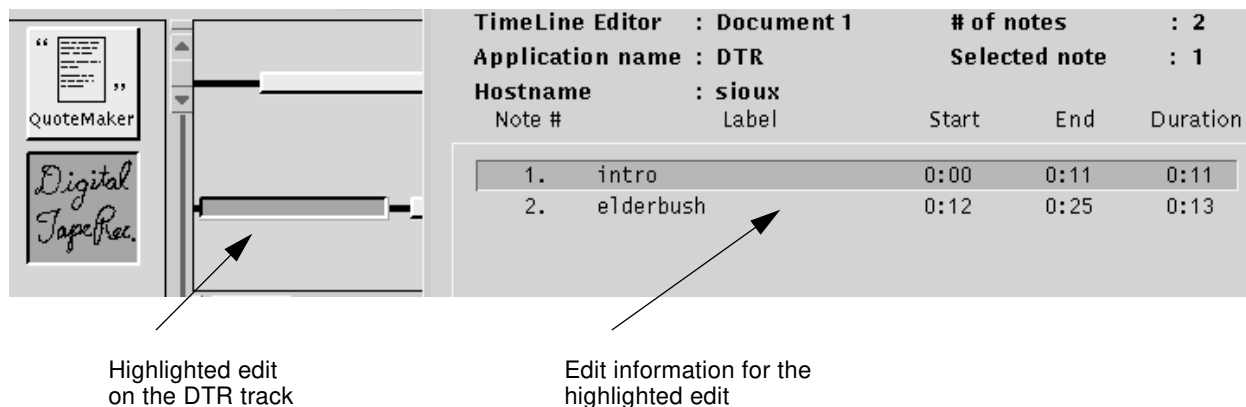 “ ”
QuoteMaker
Digital
TapeRec.
TimeLine Editor : Document 1 # of notes : 2
Application name : DTR Selected note : 1
Hostname : sioux
Note # Label Start End Duration
1. intro 0:00 0:11 0:11
2. elderbush 0:12 0:25 0:13
Highlighted edit
on the DTR track
Edit information for the
highlighted edit